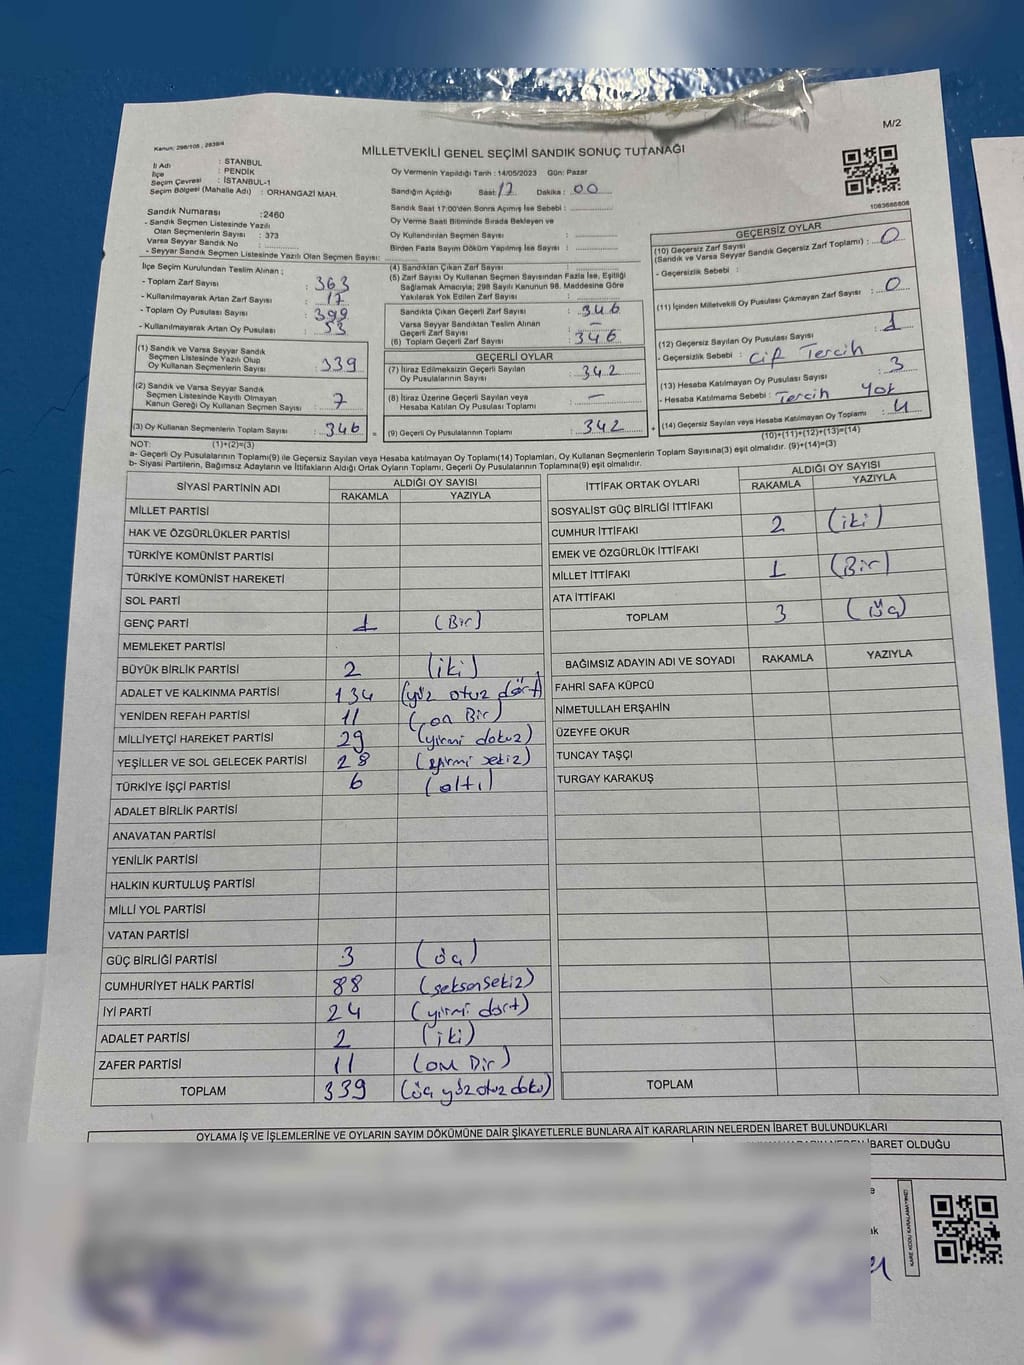 M/2
Kanun: 298/105 , 2839/4
MİLLETVEKİLİ GENEL SEÇİMİ SANDIK SONUÇ TUTANAĞI
1083686808
İl Adı : İSTANBUL
İlçe : PENDİK
Seçim Çevresi : İSTANBUL-1
Seçim Bölgesi (Mahalle Adı) : ORHANGAZİ MAH.
Oy Vermenin Yapıldığı Tarih : 14/05/2023 Gün: Pazar
Sandığın Açıldığı Saat: 17 Dakika : 00
Sandık Saat 17:00'den Sonra Açılmış İse Sebebi :
Oy Verme Saati Bitiminde Sırada Bekleyen ve
Oy Kullandırılan Seçmen Sayısı :
Birden Fazla Sayım Döküm Yapılmış İse Sayısı :
Sandık Numarası :2460
- Sandık Seçmen Listesinde Yazılı
Olan Seçmenlerin Sayısı : 373
Varsa Seyyar Sandık No :
- Seyyar Sandık Seçmen Listesinde Yazılı Olan Seçmen Sayısı:
İlçe Seçim Kurulundan Teslim Alınan ;
- Toplam Zarf Sayısı : 363
- Kullanılmayarak Artan Zarf Sayısı : 17
- Toplam Oy Pusulası Sayısı : 399
- Kullanılmayarak Artan Oy Pusulası : 53
(1) Sandık ve Varsa Seyyar Sandık
Seçmen Listesinde Yazılı Olup
Oy Kullanan Seçmenlerin Sayısı : 339
(2) Sandık ve Varsa Seyyar Sandık
Seçmen Listesinde Kayıtlı Olmayan
Kanun Gereği Oy Kullanan Seçmen Sayısı : 7
(3) Oy Kullanan Seçmenlerin Toplam Sayısı : 346
(1)+(2)=(3)
(4) Sandıktan Çıkan Zarf Sayısı :
(5) Zarf Sayısı Oy Kullanan Seçmen Sayısından Fazla İse, Eşitliği
Sağlamak Amacıyla; 298 Sayılı Kanunun 98. Maddesine Göre
Yakılarak Yok Edilen Zarf Sayısı :
Sandıkta Çıkan Geçerli Zarf Sayısı : 346
Varsa Seyyar Sandıktan Teslim Alınan
Geçerli Zarf Sayısı : —
(6) Toplam Geçerli Zarf Sayısı : 346
GEÇERLİ OYLAR
(7) İtiraz Edilmeksizin Geçerli Sayılan
Oy Pusulalarının Sayısı : 342
(8) İtiraz Üzerine Geçerli Sayılan veya
Hesaba Katılan Oy Pusulası Toplamı : —
= (9) Geçerli Oy Pusulalarının Toplamı : 342 +
GEÇERSİZ OYLAR
(10) Geçersiz Zarf Sayısı
(Sandık ve Varsa Seyyar Sandık Geçersiz Zarf Toplamı) : 0
- Geçersizlik Sebebi :
(11) İçinden Milletvekili Oy Pusulası Çıkmayan Zarf Sayısı : 0
(12) Geçersiz Sayılan Oy Pusulası Sayısı : 1
- Geçersizlik Sebebi : Çif Tercih
(13) Hesaba Katılmayan Oy Pusulası Sayısı : 3
- Hesaba Katılmama Sebebi : Tercih Yok
(14) Geçersiz Sayılan veya Hesaba Katılmayan Oy Toplamı : 4
(10)+(11)+(12)+(13)=(14)
NOT:
a- Geçerli Oy Pusulalarının Toplamı(9) ile Geçersiz Sayılan veya Hesaba katılmayan Oy Toplamı(14) Toplamları, Oy Kullanan Seçmenlerin Toplam Sayısına(3) eşit olmalıdır. (9)+(14)=(3)
b- Siyasi Partilerin, Bağımsız Adayların ve İttifakların Aldığı Ortak Oyların Toplamı, Geçerli Oy Pusulalarının Toplamına(9) eşit olmalıdır.
SİYASİ PARTİNİN ADI ALDIĞI OY SAYISI
RAKAMLA YAZIYLA
MİLLET PARTİSİ
HAK VE ÖZGÜRLÜKLER PARTİSİ
TÜRKİYE KOMÜNİST PARTİSİ
TÜRKİYE KOMÜNİST HAREKETİ
SOL PARTİ
GENÇ PARTİ 1 (Bir)
MEMLEKET PARTİSİ
BÜYÜK BİRLİK PARTİSİ 2 (iki)
ADALET VE KALKINMA PARTİSİ 134 (yüz otuz dört)
YENİDEN REFAH PARTİSİ 11 (on Bir)
MİLLİYETÇİ HAREKET PARTİSİ 29 (yirmi dokuz)
YEŞİLLER VE SOL GELECEK PARTİSİ 28 (yirmi sekiz)
TÜRKİYE İŞÇİ PARTİSİ 6 (altı)
ADALET BİRLİK PARTİSİ
ANAVATAN PARTİSİ
YENİLİK PARTİSİ
HALKIN KURTULUŞ PARTİSİ
MİLLİ YOL PARTİSİ
VATAN PARTİSİ
GÜÇ BİRLİĞİ PARTİSİ 3 (üç)
CUMHURİYET HALK PARTİSİ 88 (seksensekiz)
İYİ PARTİ 24 (yirmi dört)
ADALET PARTİSİ 2 (iki)
ZAFER PARTİSİ 11 (on Bir)
TOPLAM 339 (üç yüz otuz doku)
İTTİFAK ORTAK OYLARI ALDIĞI OY SAYISI
RAKAMLA YAZIYLA
SOSYALİST GÜÇ BİRLİĞİ İTTİFAKI
CUMHUR İTTİFAKI 2 (iki)
EMEK VE ÖZGÜRLÜK İTTİFAKI
MİLLET İTTİFAKI 1 (Bir)
ATA İTTİFAKI
TOPLAM 3 (üç)
BAĞIMSIZ ADAYIN ADI VE SOYADI RAKAMLA YAZIYLA
FAHRİ SAFA KÜPCÜ
NİMETULLAH ERŞAHİN
ÜZEYFE OKUR
TUNCAY TAŞÇI
TURGAY KARAKUŞ
TOPLAM
OYLAMA İŞ VE İŞLEMLERİNE VE OYLARIN SAYIM DÖKÜMÜNE DAİR ŞİKAYETLERLE BUNLARA AİT KARARLARIN NELERDEN İBARET BULUNDUKLARI
İBARET OLDUĞU
KARE KODU KARALAMAYINIZ!